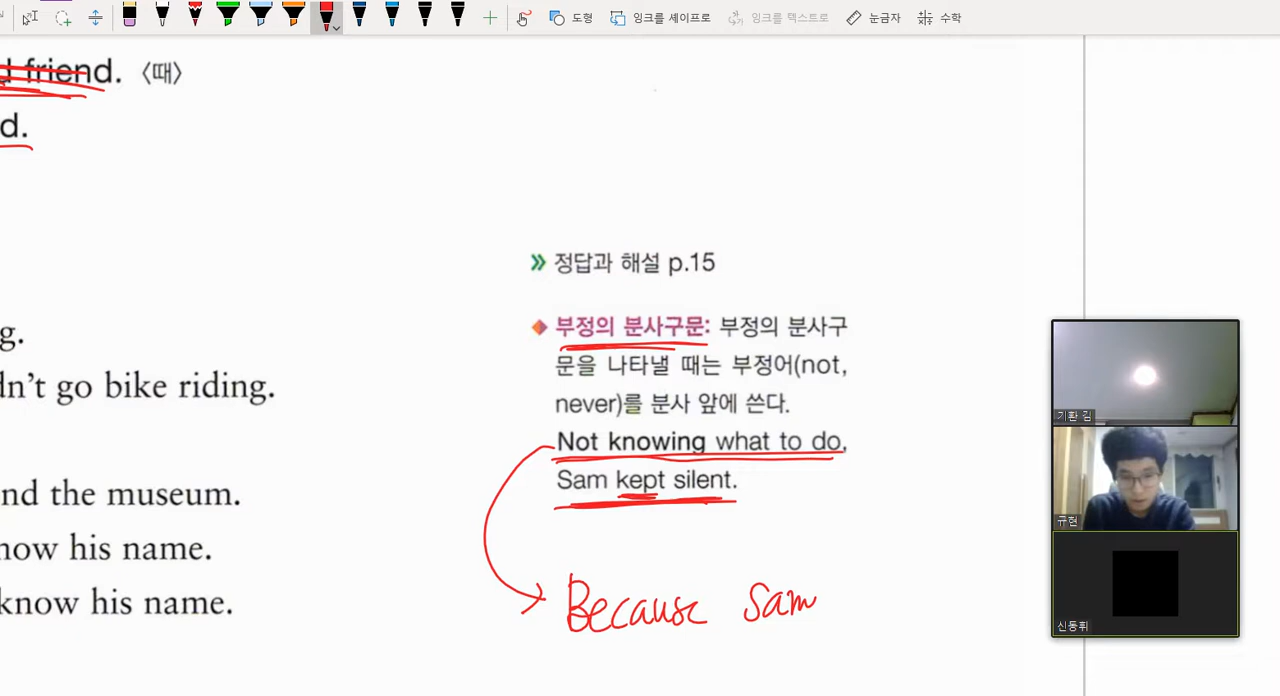 도형 잉크를 셰이프로 잉크를 텍스트로 눈금자 수학
friend. 〈때〉
d.
정답과 해설 p.15
부정의 분사구문: 부정의 분사구
문을 나타낼 때는 부정어(not,
never)를 분사 앞에 쓴다.
Not knowing what to do,
Sam kept silent.
Because Sam
g.
dn't go bike riding.
nd the museum.
now his name.
know his name.
기환 김
규현
신동휘